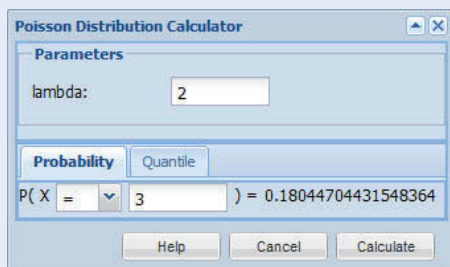 Poisson Distribution Calculator
Parameters
lambda: 2
Probability Quantile
P( X = 3 ) = 0.18044704431548364
Help Cancel Calculate